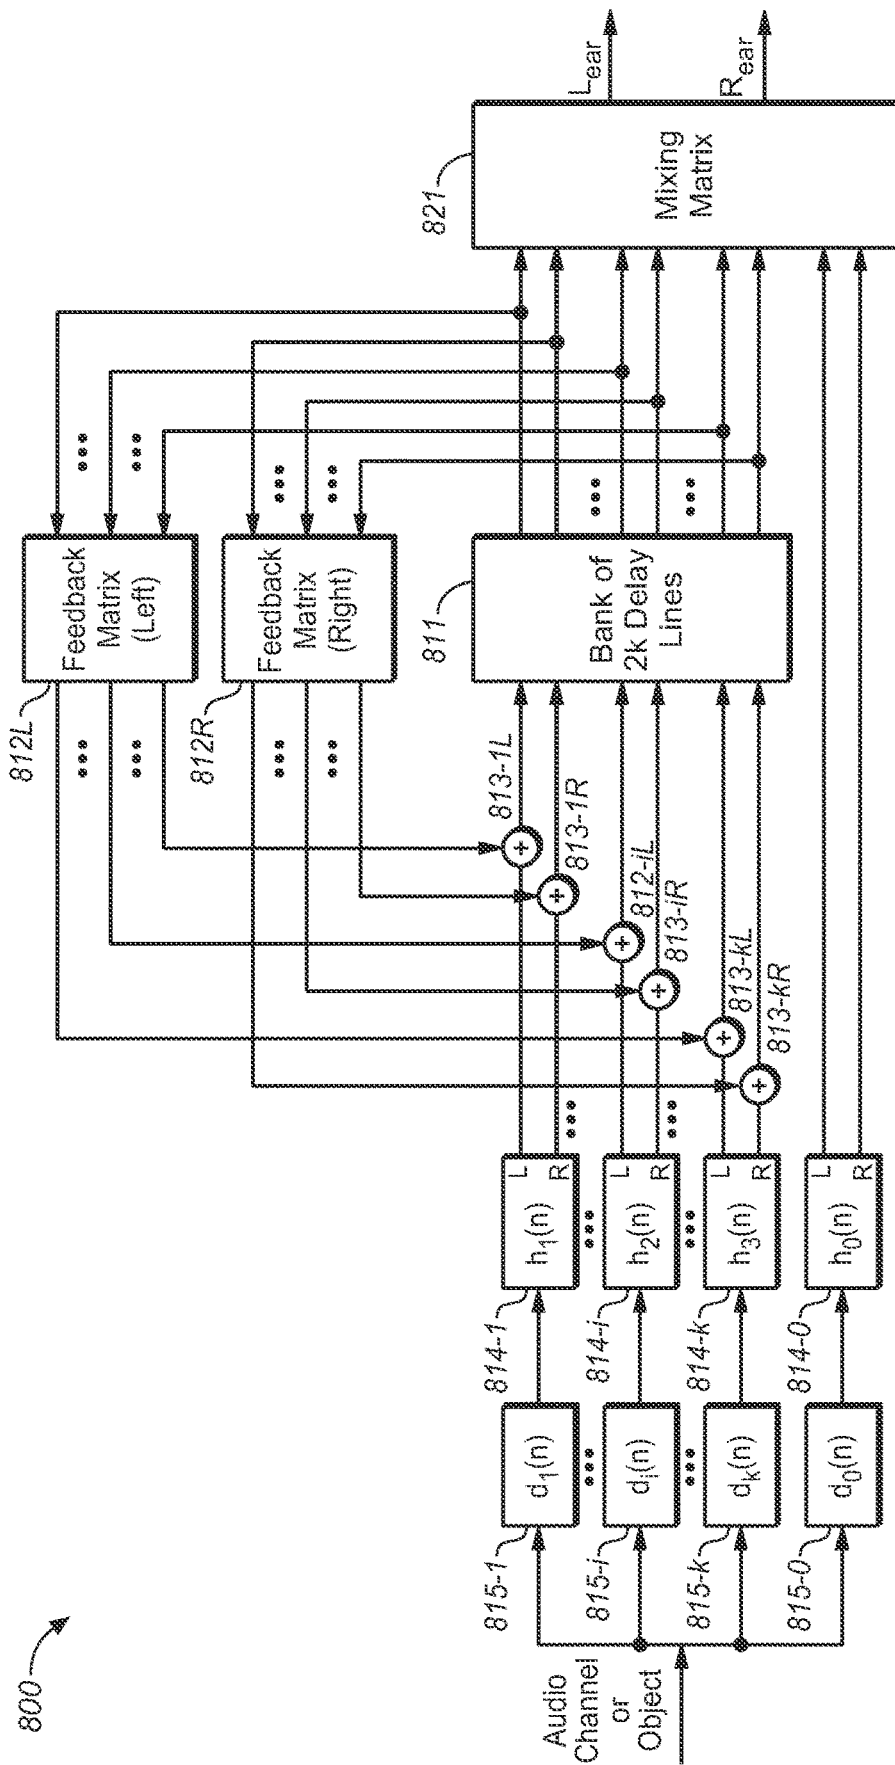 800
Audio
Channel
or
Object
815-1
d1(n)
815-i
di(n)
815-k
dk(n)
815-0
d0(n)
814-1
h1(n)
L
R
814-i
h2(n)
L
R
814-k
h3(n)
L
R
814-0
h0(n)
L
R
813-1L
813-1R
812-iL
813-iR
813-kL
813-kR
812L
Feedback
Matrix
(Left)
812R
Feedback
Matrix
(Right)
811
Bank of
2k Delay
Lines
821
Mixing
Matrix
Lear
Rear